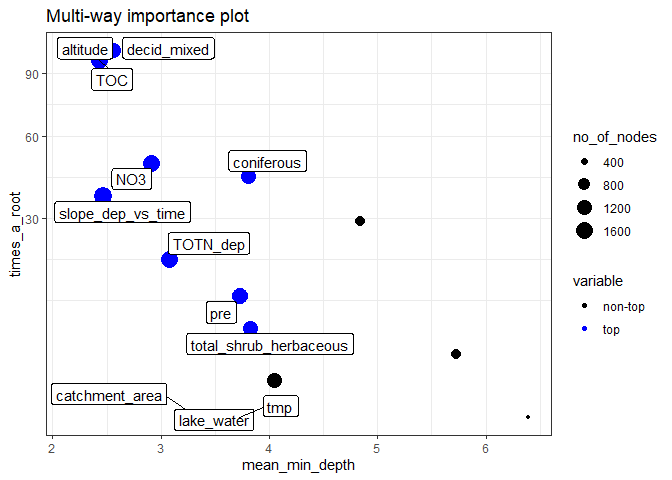 Multi-way importance plot
altitude
decid_mixed
TOC
90
60
coniferous
NO3
slope_dep_vs_time
30
TOTN_dep
pre
total_shrub_herbaceous
catchment_area
tmp
lake_water
times_a_root
2
3
4
5
6
mean_min_depth
no_of_nodes
400
800
1200
1600
variable
non-top
top